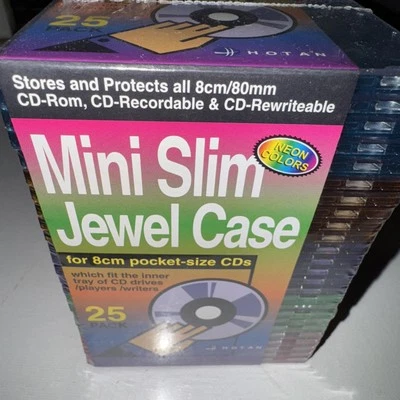 25
PACK
HOTAN
Stores and Protects all 8cm/80mm
CD-Rom, CD-Recordable & CD-Rewriteable
NEON
COLORS
Mini Slim
Jewel Case
for 8cm pocket-size CDs
which fit the inner
tray of CD drives
/players /writers
25
PACK
HOTAN